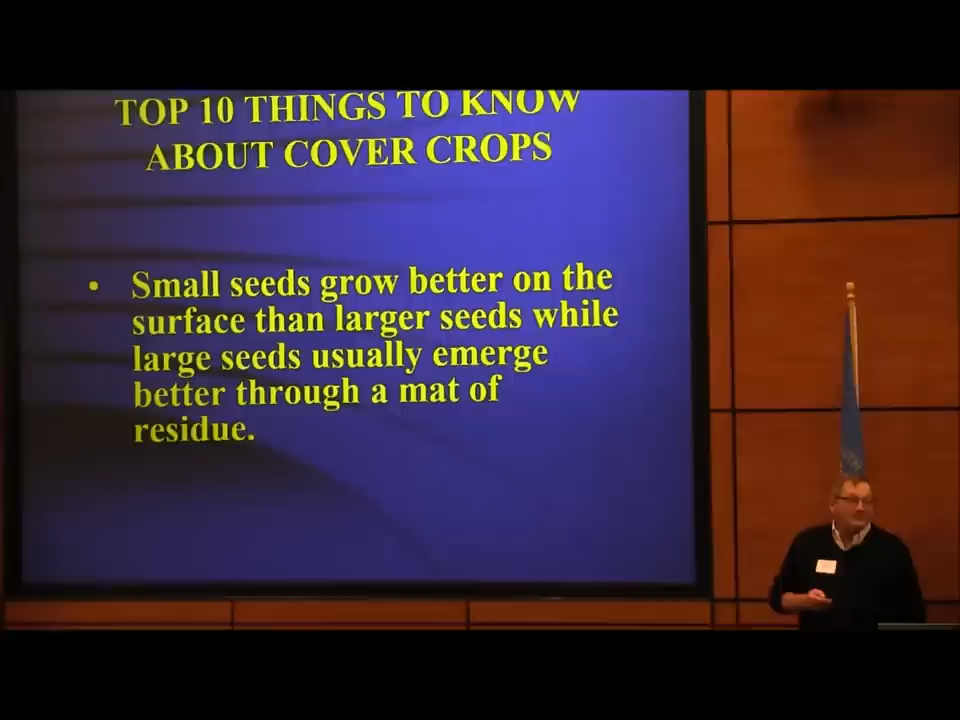 TOP 10 THINGS TO KNOW
ABOUT COVER CROPS
• Small seeds grow better on the
surface than larger seeds while
large seeds usually emerge
better through a mat of
residue.